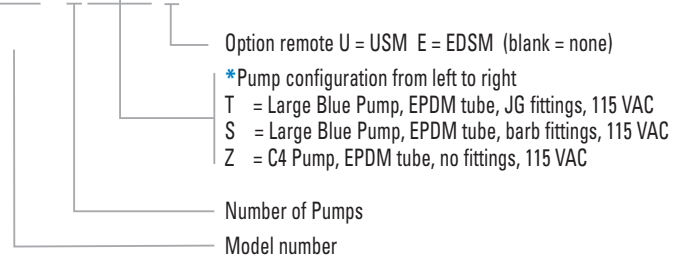 Option remote U = USM E = EDSM (blank = none)
*Pump configuration from left to right
T = Large Blue Pump, EPDM tube, JG fittings, 115 VAC
S = Large Blue Pump, EPDM tube, barb fittings, 115 VAC
Z = C4 Pump, EPDM tube, no fittings, 115 VAC
Number of Pumps
Model number